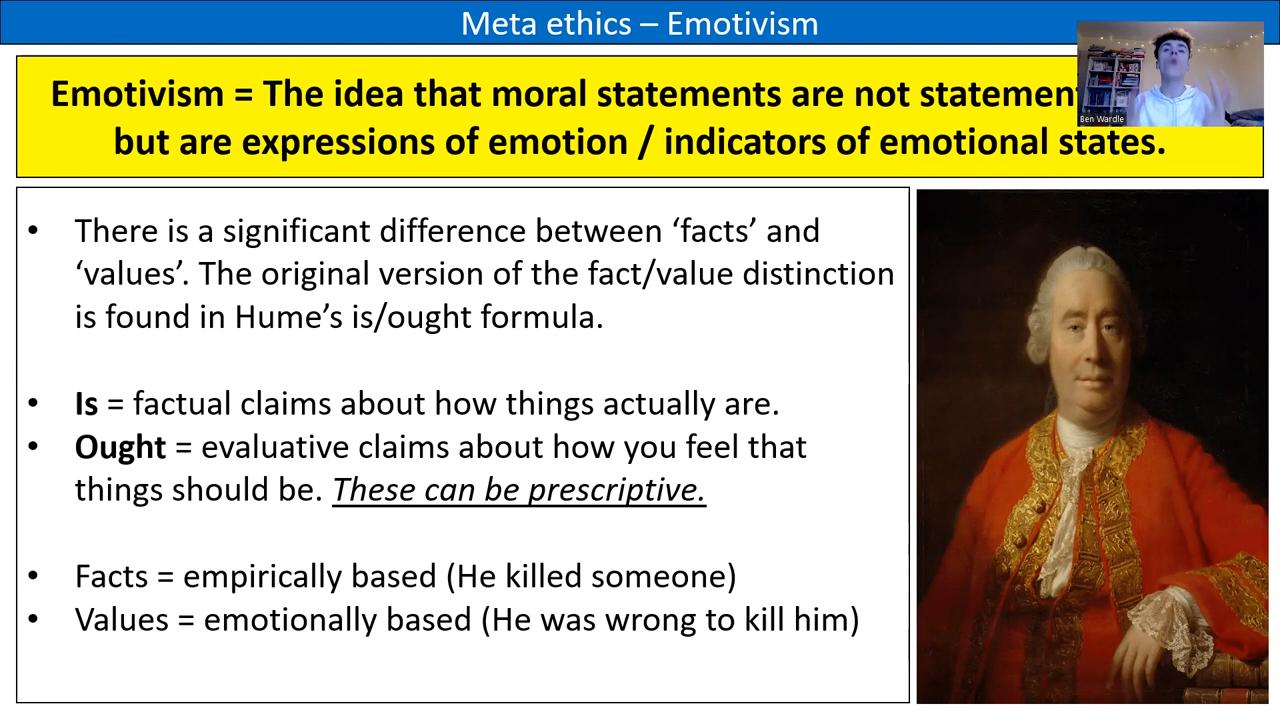 Meta ethics – Emotivism
Emotivism = The idea that moral statements are not
but are expressions of emotion / indicators of emotional states.
Ben Wardle
• There is a significant difference between ‘facts’ and
‘values’. The original version of the fact/value distinction
is found in Hume’s is/ought formula.
• Is = factual claims about how things actually are.
• Ought = evaluative claims about how you feel that
things should be. These can be prescriptive.
• Facts = empirically based (He killed someone)
• Values = emotionally based (He was wrong to kill him)